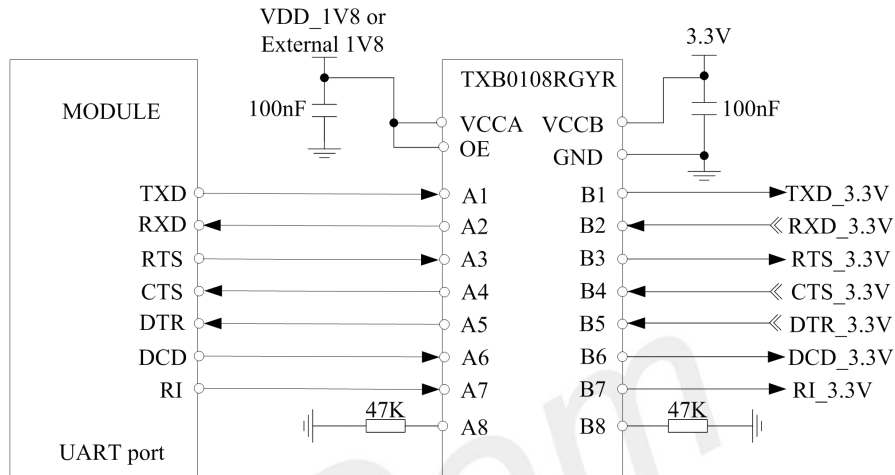 VDD_1V8 or
External 1V8
3.3V
TXB0108RGYR
MODULE
100nF
100nF
VCCA
VCCB
OE
GND
TXD
A1
B1
TXD_3.3V
RXD
A2
B2
RXD_3.3V
RTS
A3
B3
RTS_3.3V
CTS
A4
B4
CTS_3.3V
DTR
A5
B5
DTR_3.3V
DCD
A6
B6
DCD_3.3V
RI
A7
B7
RI_3.3V
47K
A8
B8
47K
UART port